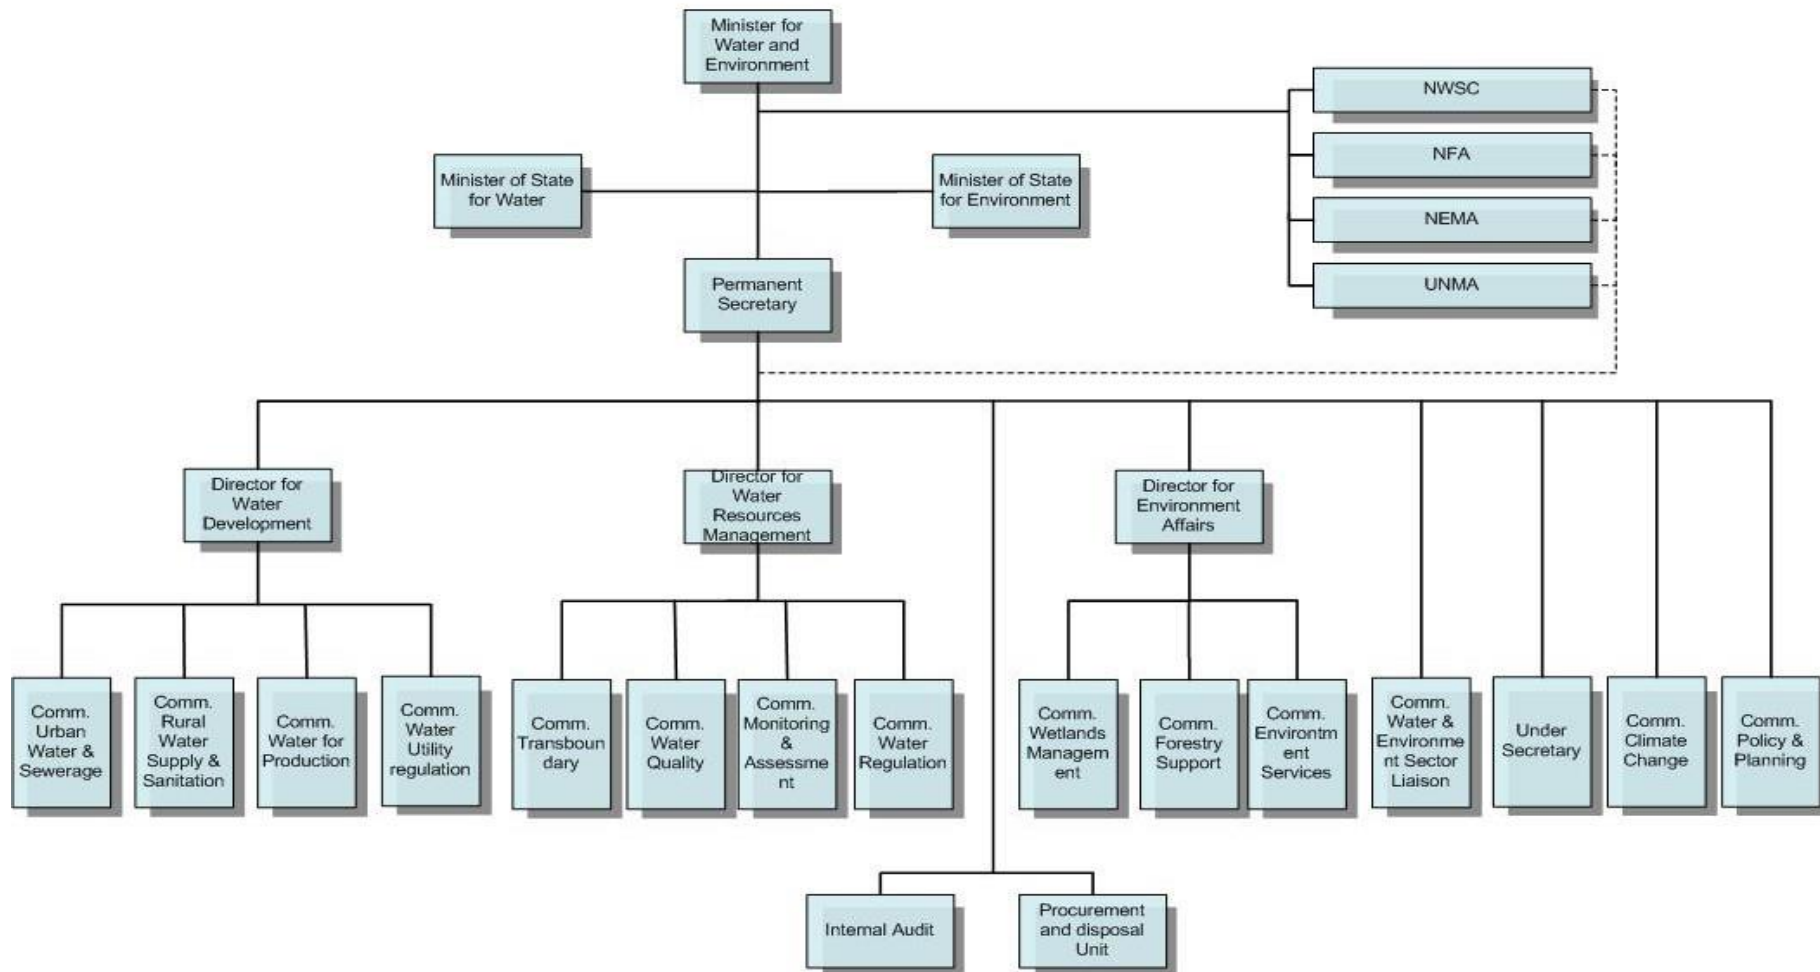 Minister for
Water and
Environment
NWSC
NFA
NEMA
UNMA
Minister of State
for Water
Minister of State
for Environment
Permanent
Secretary
Director for
Water
Development
Director for
Water
Resources
Management
Director for
Environment
Affairs
Comm.
Urban
Water &
Sewerage
Comm.
Rural
Water
Supply &
Sanitation
Comm.
Water for
Production
Comm.
Water
Utility
regulation
Comm.
Transboun
dary
Comm.
Water
Quality
Comm.
Monitoring
&
Assessme
nt
Comm.
Water
Regulation
Comm.
Wetlands
Managem
ent
Comm.
Forestry
Support
Comm.
Environtm
ent
Services
Comm.
Water &
Environme
nt Sector
Liaison
Under
Secretary
Comm.
Climate
Change
Comm.
Policy &
Planning
Internal Audit
Procurement
and disposal
Unit